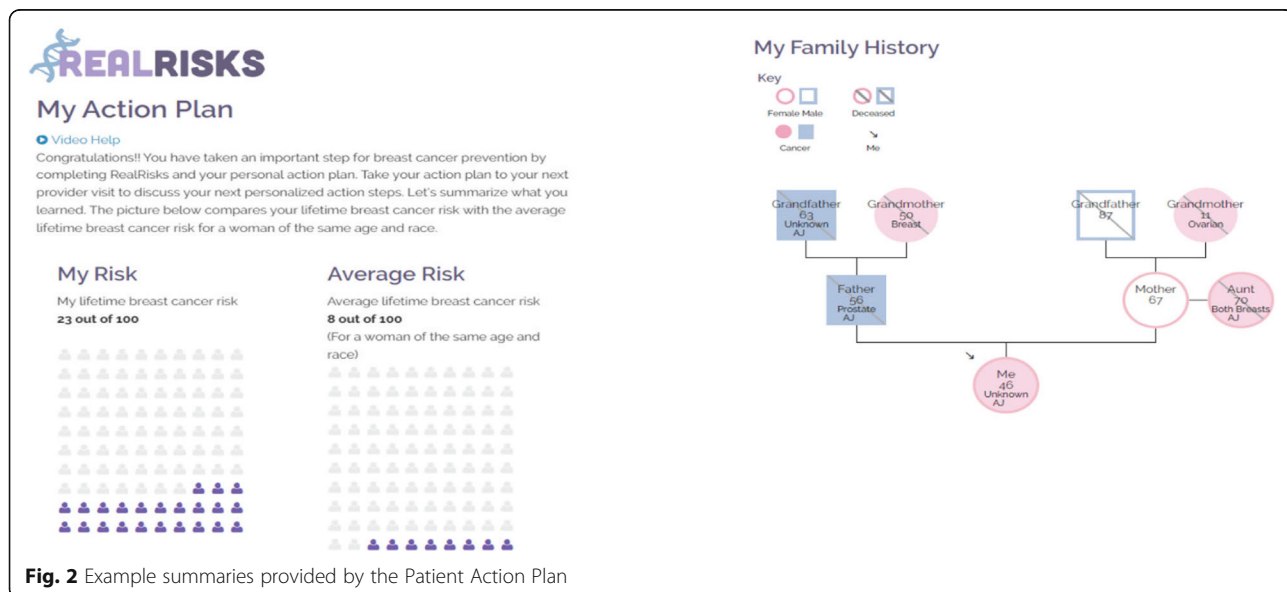 REALRISKS
My Action Plan
Video Help
Congratulations!! You have taken an important step for breast cancer prevention by
completing RealRisks and your personal action plan. Take your action plan to your next
provider visit to discuss your next personalized action steps. Let's summarize what you
learned. The picture below compares your lifetime breast cancer risk with the average
lifetime breast cancer risk for a woman of the same age and race.
My Risk
My lifetime breast cancer risk
23 out of 100
Average Risk
Average lifetime breast cancer risk
8 out of 100
(For a woman of the same age and
race)
My Family History
Key
Female Male
Deceased
Cancer
Me
Grandfather
63
Unknown
AJ
Grandmother
50
Breast
Grandfather
87
Grandmother
11
Ovarian
Father
56
Prostate
AJ
Mother
67
Aunt
70
Both Breasts
AJ
Me
46
Unknown
AJ
Fig. 2 Example summaries provided by the Patient Action Plan